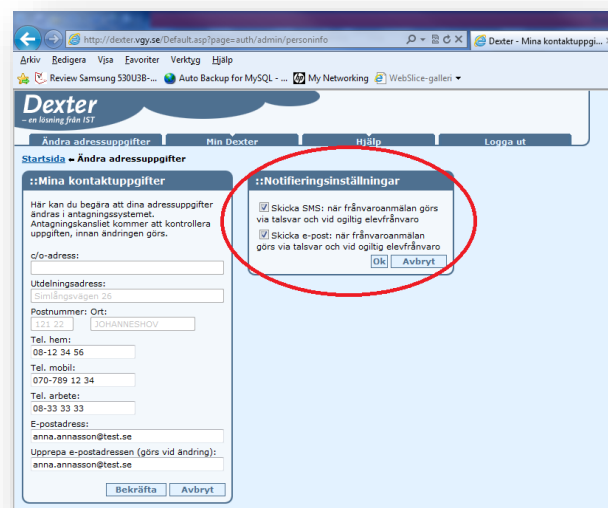 http://dexter.vgy.se/Default.asp?page=auth/admin/personinfo
Dexter - Mina kontaktuppgi...
Arkiv Redigera Visa Favoriter Verktyg Hjälp
Review Samsung 530U3B-... Auto Backup for MySQL - ... My Networking WebSlice-galleri
Dexter
– en lösning från IST
Ändra adressuppgifter Min Dexter Hjälp Logga ut
Startsida - Ändra adressuppgifter
::Mina kontaktuppgifter
Här kan du begära att dina adressuppgifter
ändras i antagningssystemet.
Antagningskansliet kommer att kontrollera
uppgiften, innan ändringen görs.
c/o-adress:
Utdelningsadress:
Simlångsvägen 26
Postnummer: Ort:
121 22 JOHANNESHOV
Tel. hem:
08-12 34 56
Tel. mobil:
070-789 12 34
Tel. arbete:
08-33 33 33
E-postadress:
anna.annasson@test.se
Upprepa e-postadressen (görs vid ändring):
anna.annasson@test.se
Bekräfta Avbryt
::Notifieringsinställningar
Skicka SMS: när frånvaroanmälan görs
via talsvar och vid ogiltig elevfrånvaro
Skicka e-post: när frånvaroanmälan
görs via talsvar och vid ogiltig elevfrånvaro
Ok Avbryt